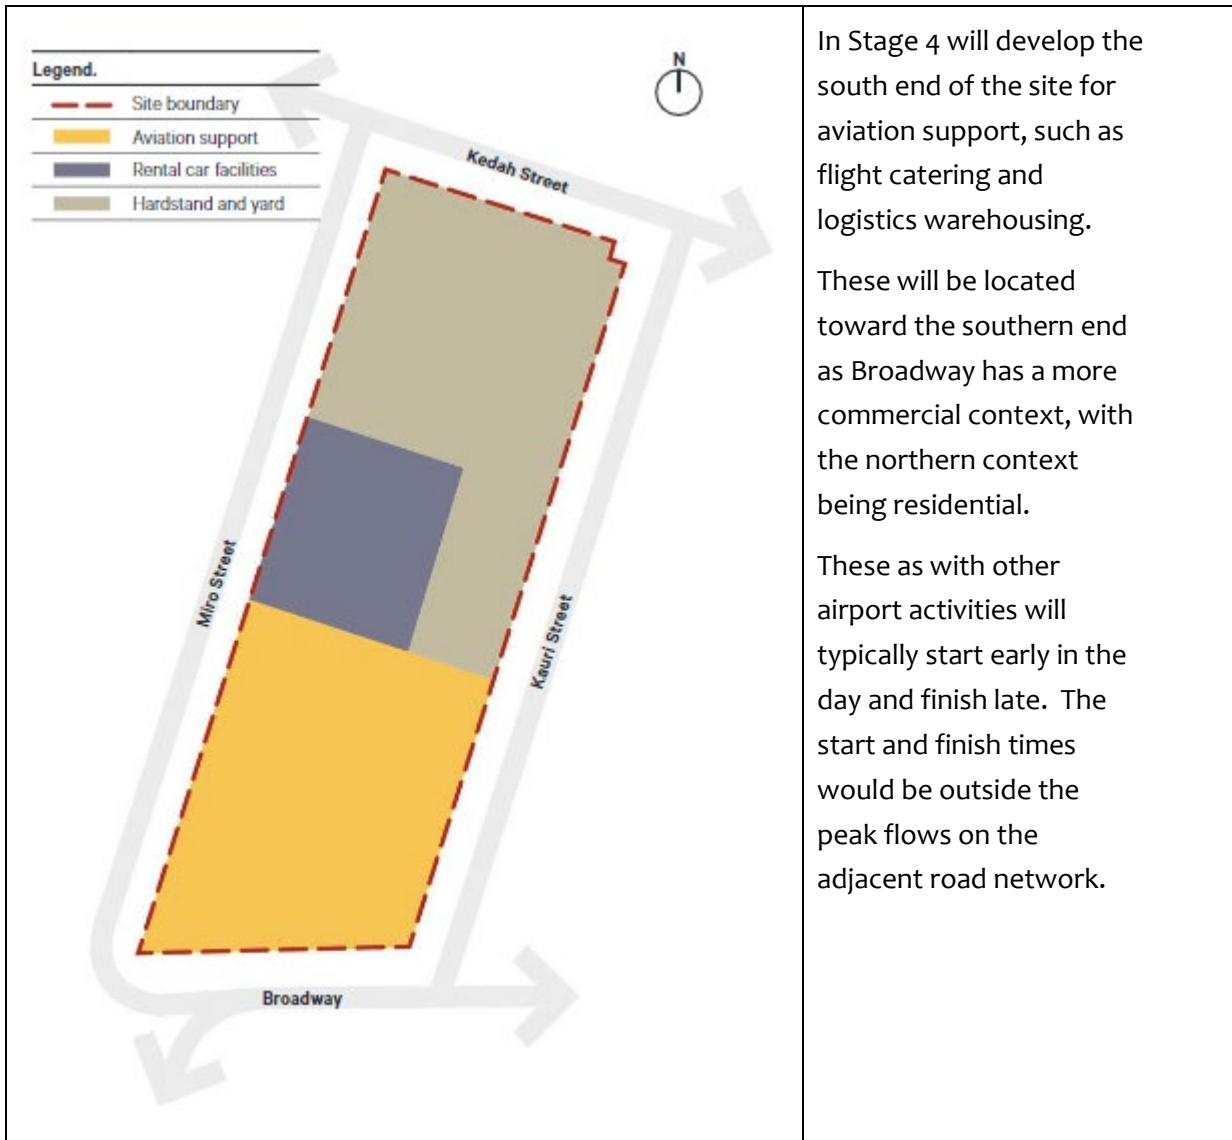 Legend.
Site boundary
Aviation support
Rental car facilities
Hardstand and yard
N
Kedah Street
Miro Street
Kauri Street
Broadway
In Stage 4 will develop the
south end of the site for
aviation support, such as
flight catering and
logistics warehousing.
These will be located
toward the southern end
as Broadway has a more
commercial context, with
the northern context
being residential.
These as with other
airport activities will
typically start early in the
day and finish late.  The
start and finish times
would be outside the
peak flows on the
adjacent road network.